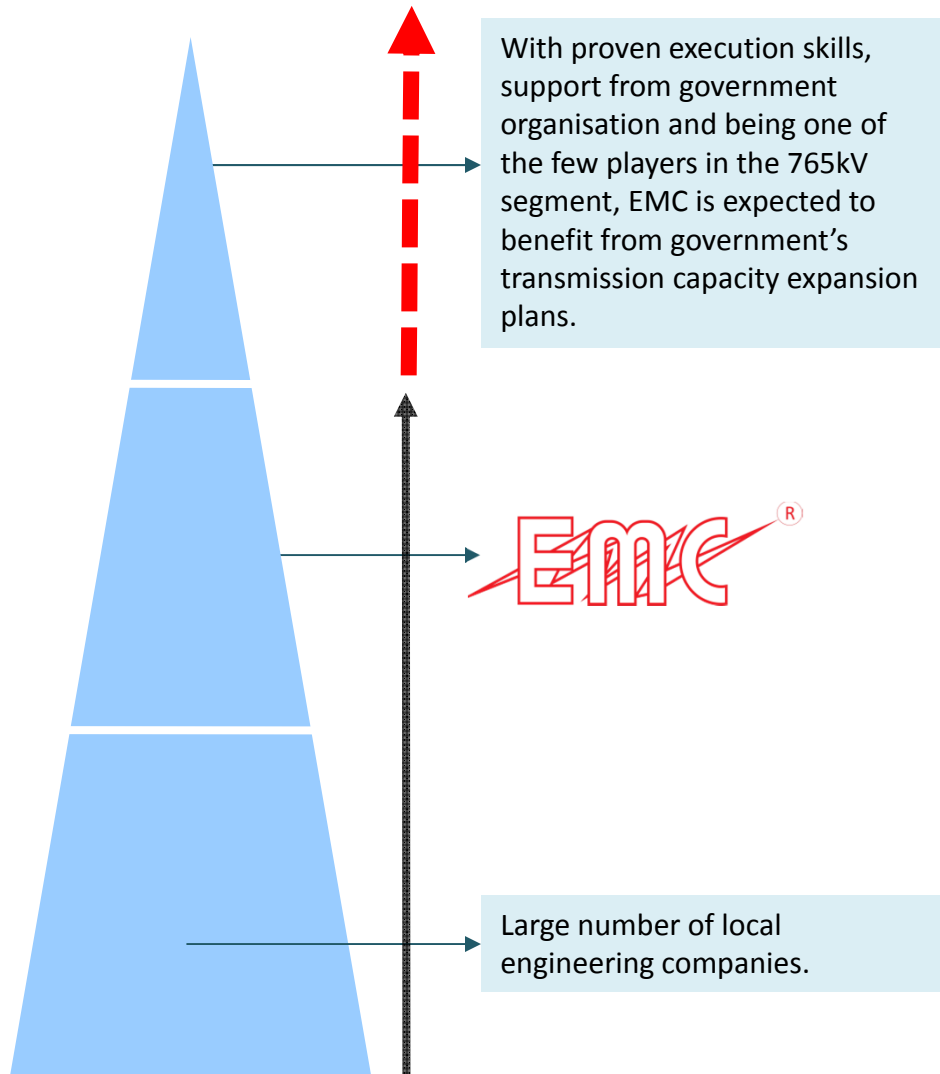 With proven execution skills,
support from government
organisation and being one of
the few players in the 765kV
segment, EMC is expected to
benefit from government’s
transmission capacity expansion
plans.
EMC ®
Large number of local
engineering companies.